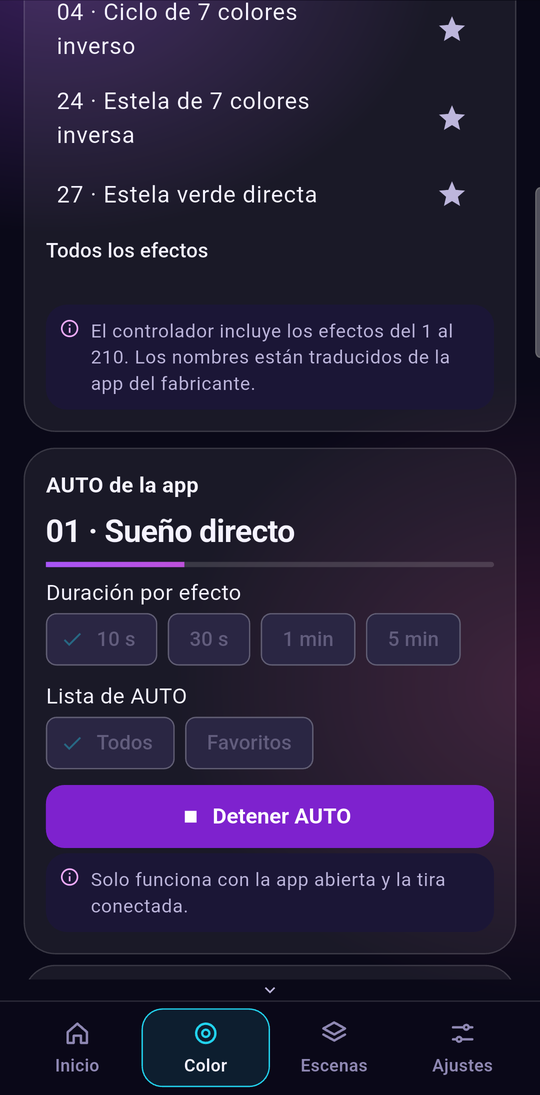 04 · Ciclo de 7 colores
inverso
24 · Estela de 7 colores
inversa
27 · Estela verde directa
Todos los efectos
El controlador incluye los efectos del 1 al
210. Los nombres están traducidos de la
app del fabricante.
AUTO de la app
01 · Sueño directo
Duración por efecto
10 s 30 s 1 min 5 min
Lista de AUTO
Todos Favoritos
Detener AUTO
Solo funciona con la app abierta y la tira
conectada.
Inicio Color Escenas Ajustes